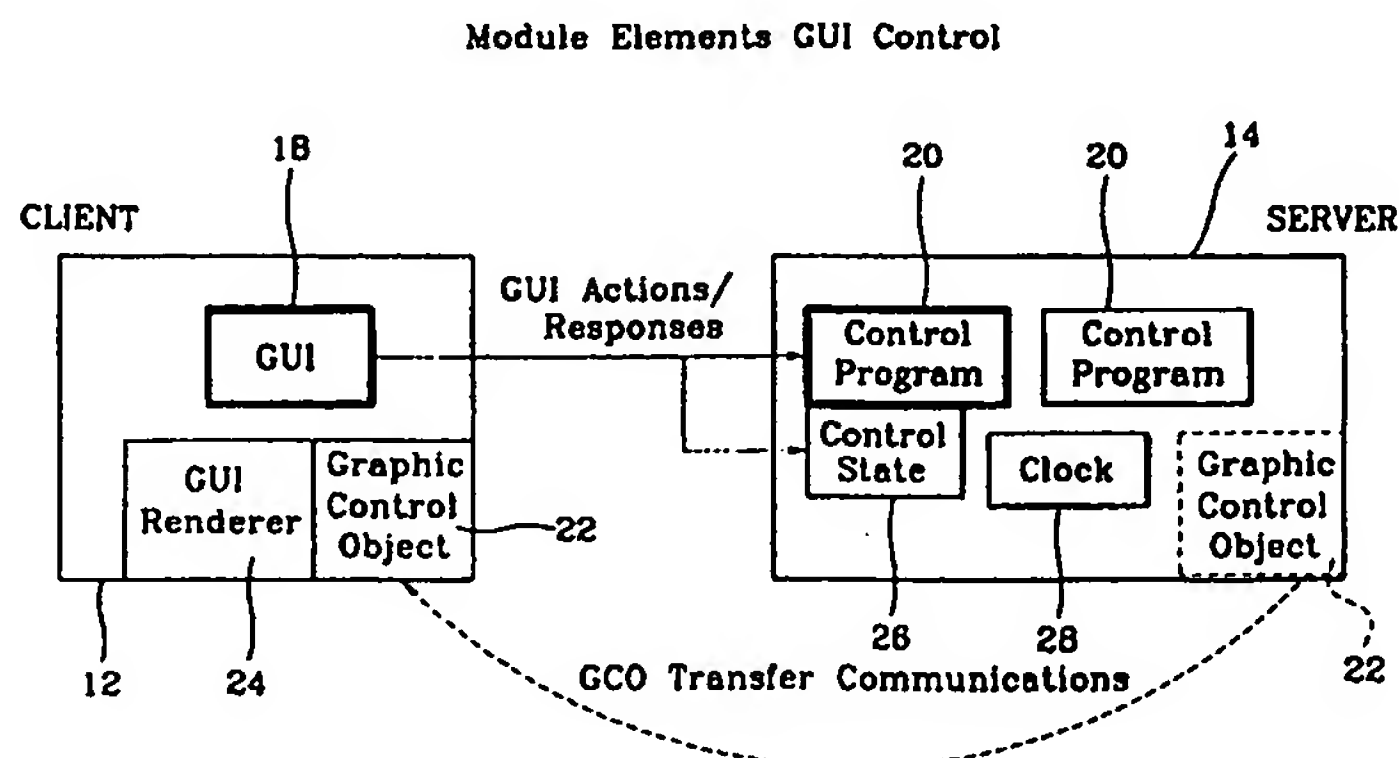 Module Elements GUI Control
18
20
20
14
CLIENT
SERVER
GUI Actions/
Responses
GUI
Control
Program
Control
Program
GUI
Renderer
Graphic
Control
Object
22
Control
State
Clock
Graphic
Control
Object
12
24
26
28
22
GCO Transfer Communications